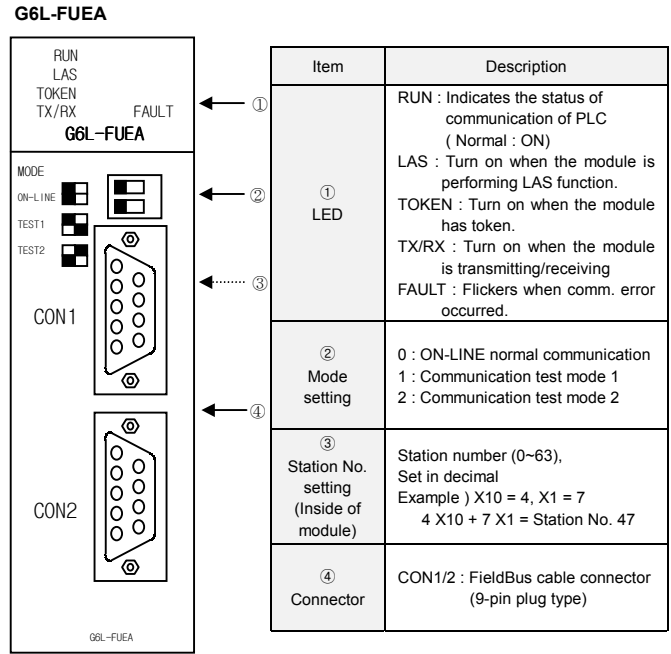 G6L-FUEA
RUN
LAS
TOKEN
TX/RX FAULT
G6L-FUEA
①
MODE
ON-LINE
TEST1
TEST2
②
③
CON1
④
CON2
G6L-FUEA
Item Description
①
LED
RUN : Indicates the status of
communication of PLC
( Normal : ON)
LAS : Turn on when the module is
performing LAS function.
TOKEN : Turn on when the module
has token.
TX/RX : Turn on when the module
is transmitting/receiving
FAULT : Flickers when comm. error
occurred.
②
Mode
setting
0 : ON-LINE normal communication
1 : Communication test mode 1
2 : Communication test mode 2
③
Station No.
setting
(Inside of
module)
Station number (0~63),
Set in decimal
Example ) X10 = 4, X1 = 7
4 X10 + 7 X1 = Station No. 47
④
Connector
CON1/2 : FieldBus cable connector
(9-pin plug type)